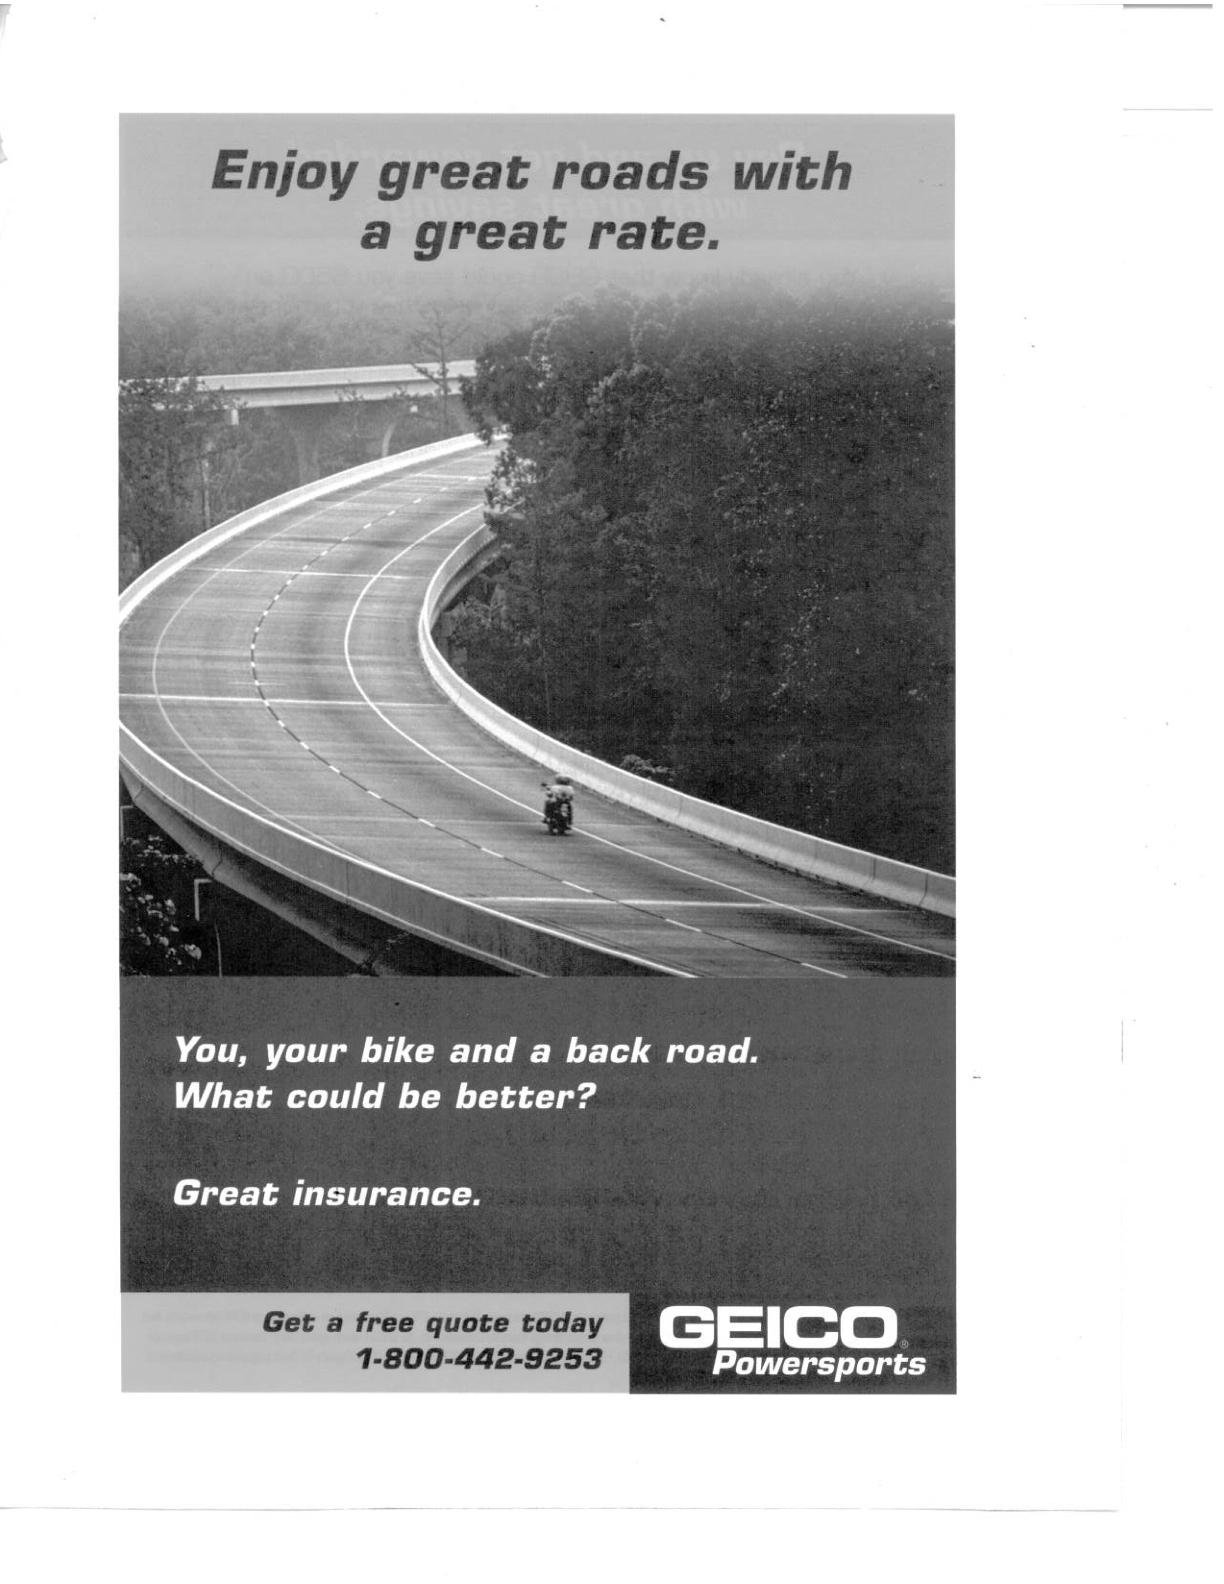 Enjoy great roads with
a great rate.
You, your bike and a back road.
What could be better?
Great insurance.
Get a free quote today
1-800-442-9253
GEICO®
Powersports